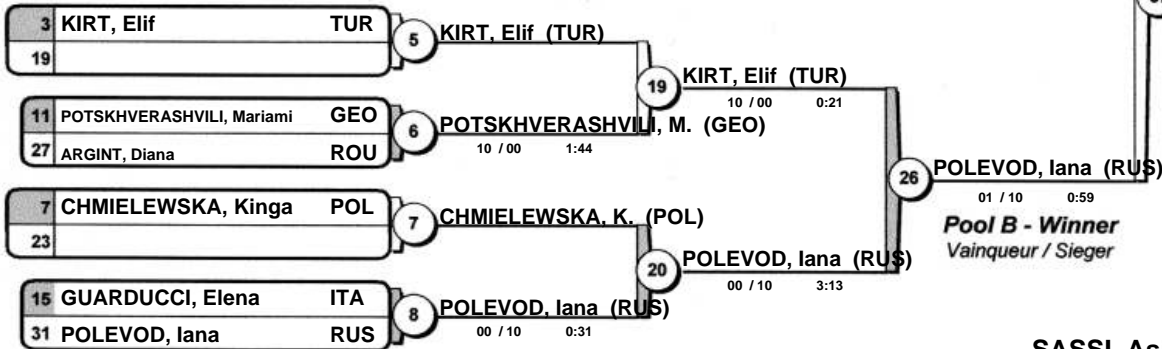 3 KIRT, Elif TUR
19
5 KIRT, Elif (TUR)
11 POTSKHVERASHVILI, Mariami GEO
27 ARGINT, Diana ROU
6 POTSKHVERASHVILI, M. (GEO)
10 / 00 1:44
19 KIRT, Elif (TUR)
10 / 00 0:21
7 CHMIELEWSKA, Kinga POL
23
7 CHMIELEWSKA, K. (POL)
15 GUARDUCCI, Elena ITA
31 POLEVOD, Iana RUS
8 POLEVOD, Iana (RUS)
00 / 10 0:31
20 POLEVOD, Iana (RUS)
00 / 10 3:13
26 POLEVOD, Iana (RUS)
01 / 10 0:59
Pool B - Winner
Vainqueur / Sieger